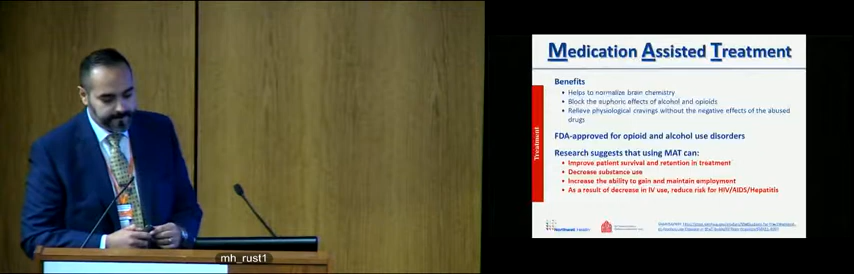 Medication Assisted Treatment
Benefits
• Helps to normalize brain chemistry
• Block the euphoric effects of alcohol and opioids
• Relieve physiological cravings without the negative effects of the abused
drugs
FDA-approved for opioid and alcohol use disorders
Research suggests that using MAT can:
• Improve patient survival and retention in treatment
• Decrease substance use
• Increase the ability to gain and maintain employment
• As a result of decrease in IV use, reduce risk for HIV/AIDS/Hepatitis
Treatment
Northwell Health
mh_rust1